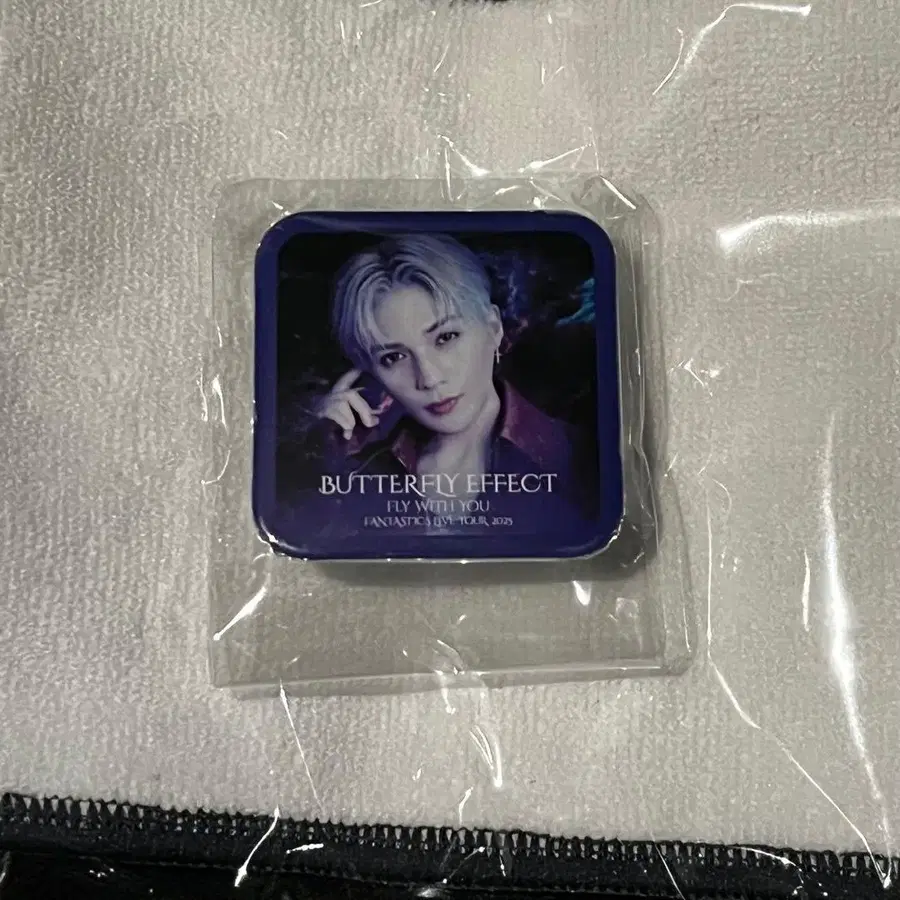 BUTTERFLY EFFECT
FLY WITH YOU
FANTASTICS LIVE TOUR 2025